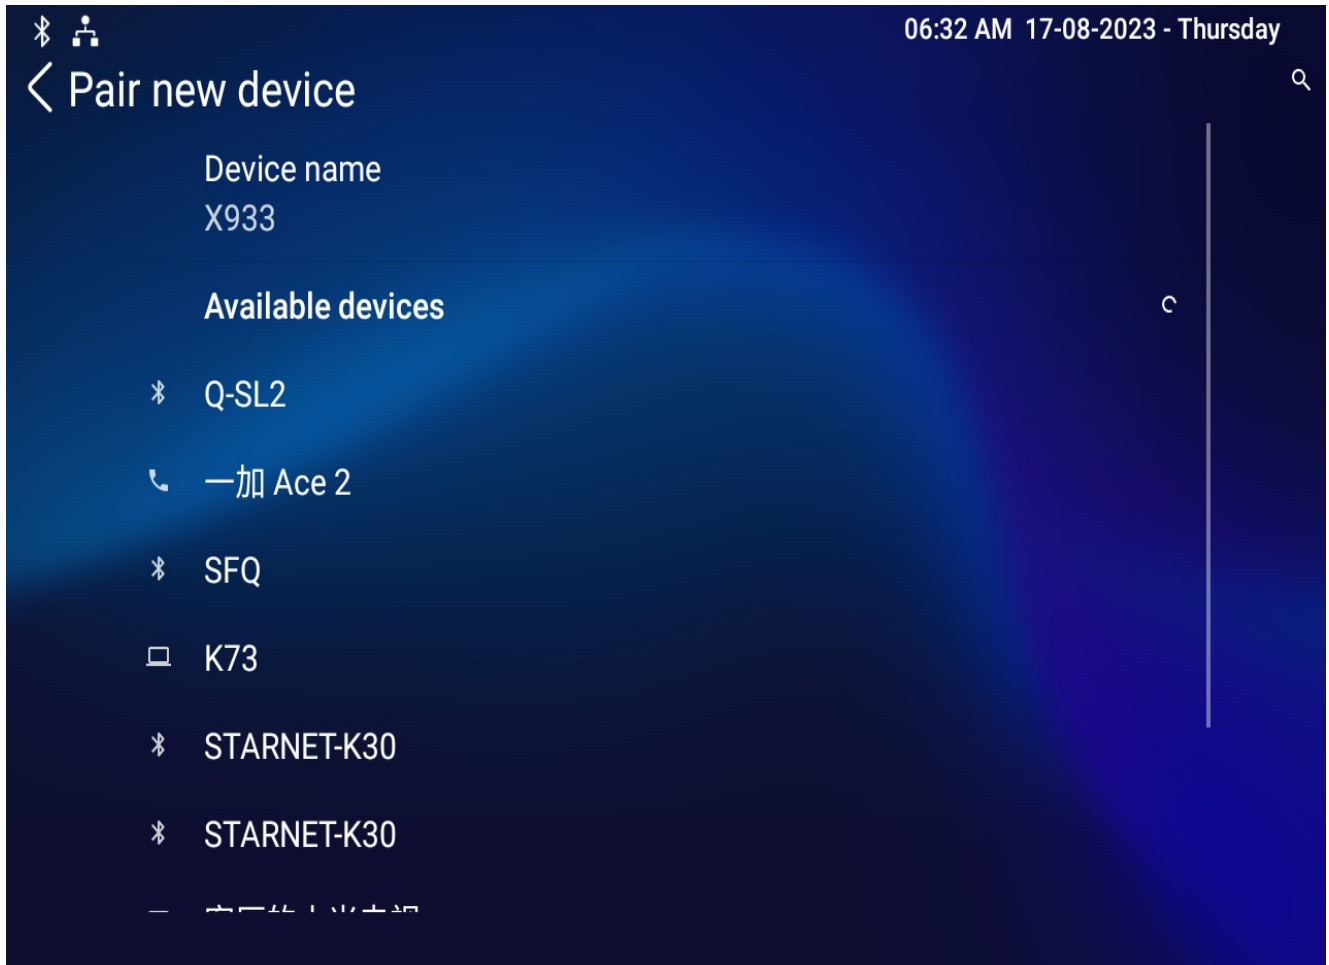 06:32 AM 17-08-2023 - Thursday
Pair new device
Device name
X933
Available devices
Q-SL2
一加 Ace 2
SFQ
K73
STARNET-K30
STARNET-K30